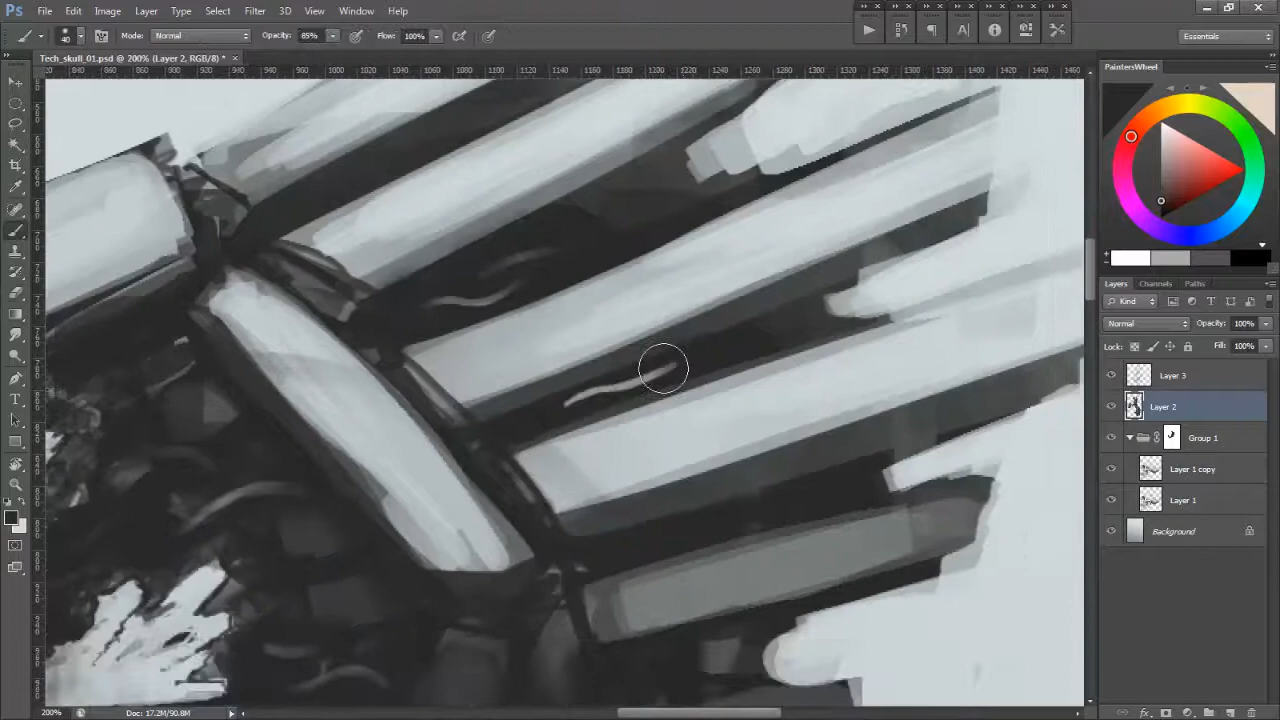 Ps File Edit Image Layer Type Select Filter 3D View Window Help
40 Mode: Normal Opacity: 85% Flow: 100% Essentials
Tech_skull_01.psd @ 200% (Layer 2, RGB/8) * ×
PaintersWheel
Layers Channels Paths
Kind
Normal Opacity: 100%
Lock: Fill: 100%
Layer 3
Layer 2
Group 1
Layer 1 copy
Layer 1
Background
200% Doc: 17.2M/90.8M